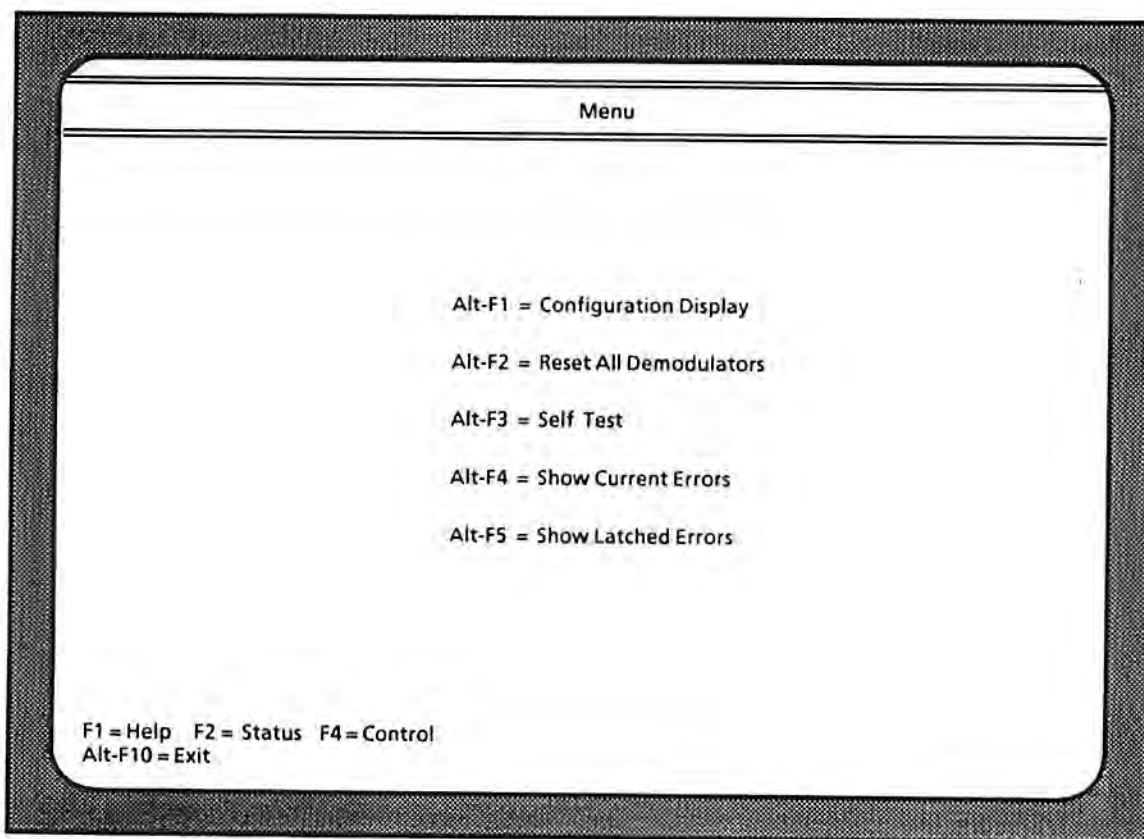 Menu
Alt-F1 = Configuration Display
Alt-F2 = Reset All Demodulators
Alt-F3 = Self Test
Alt-F4 = Show Current Errors
Alt-F5 = Show Latched Errors
F1 = Help F2 = Status F4 = Control
Alt-F10 = Exit